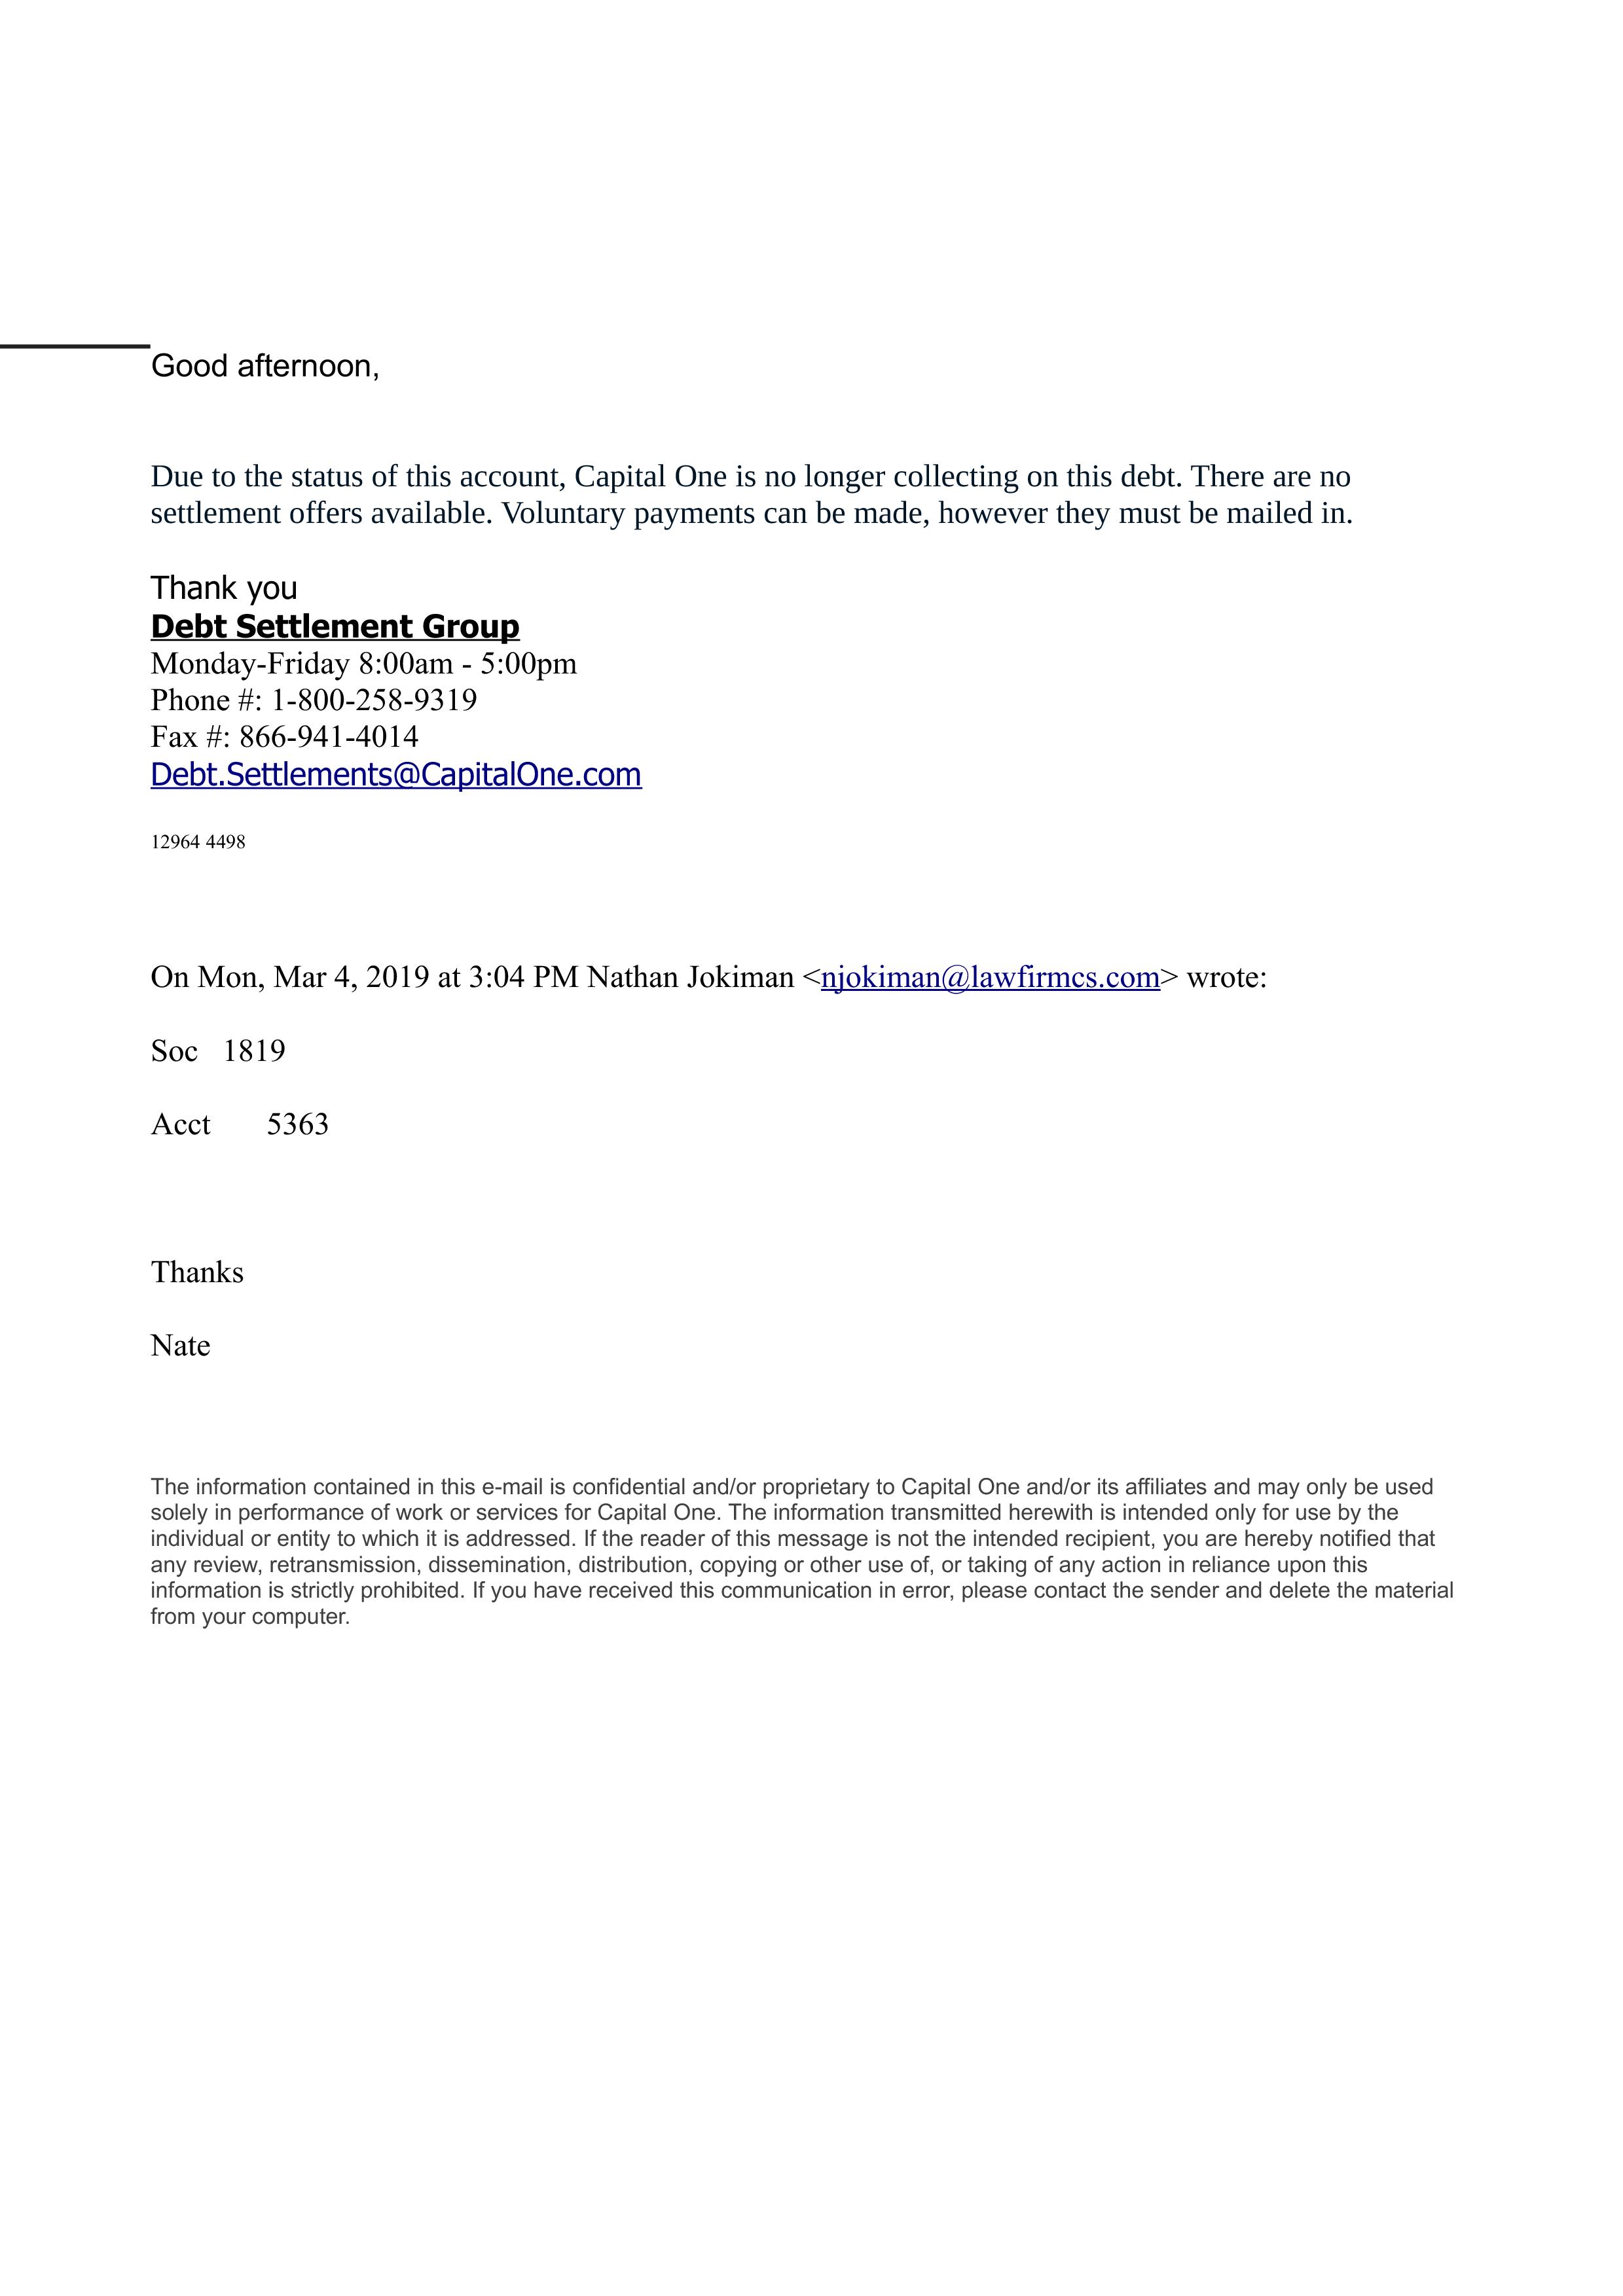 Good afternoon,
Due to the status of this account, Capital One is no longer collecting on this debt. There are no
settlement offers available. Voluntary payments can be made, however they must be mailed in.
Thank you
Debt Settlement Group
Monday-Friday 8:00am - 5:00pm
Phone #: 1-800-258-9319
Fax #: 866-941-4014
Debt.Settlements@CapitalOne.com
12964 4498
On Mon, Mar 4, 2019 at 3:04 PM Nathan Jokiman <njokiman@lawfirmcs.com> wrote:
Soc 1819
Acct 5363
Thanks
Nate
The information contained in this e-mail is confidential and/or proprietary to Capital One and/or its affiliates and may only be used
solely in performance of work or services for Capital One. The information transmitted herewith is intended only for use by the
individual or entity to which it is addressed. If the reader of this message is not the intended recipient, you are hereby notified that
any review, retransmission, dissemination, distribution, copying or other use of, or taking of any action in reliance upon this
information is strictly prohibited. If you have received this communication in error, please contact the sender and delete the material
from your computer.